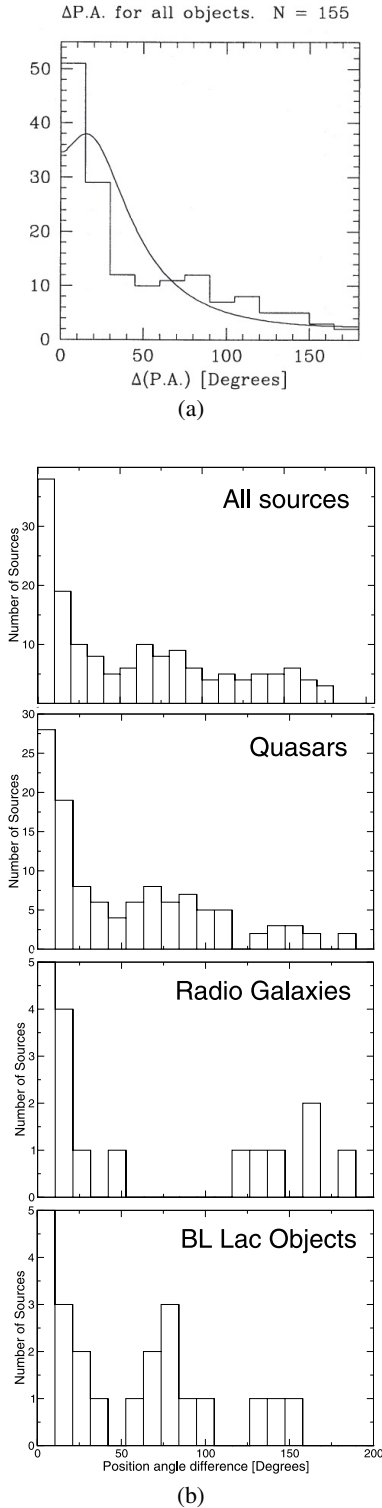 ΔP.A. for all objects. N = 155
50
40
30
20
10
0
0 50 100 150
Δ(P.A.) [Degrees]
(a)
All sources
Number of Sources
30
20
10
Quasars
Number of Sources
30
25
20
15
10
5
0
Radio Galaxies
Number of Sources
5
4
3
2
1
0
BL Lac Objects
Number of Sources
5
4
3
2
1
0
0 50 100 150 200
Position angle difference [Degrees]
(b)